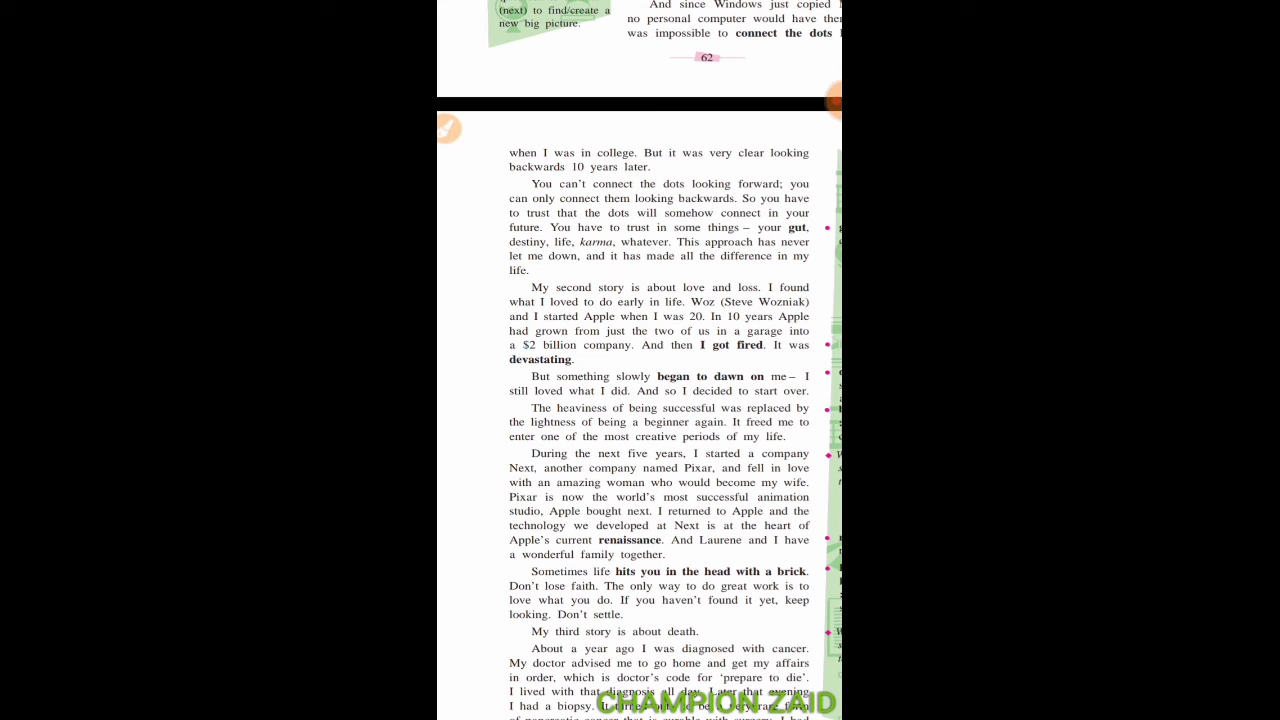 (next) to find/create a
new big picture.
And since Windows just copied
no personal computer would have
was impossible to connect the dots
62
when I was in college. But it was very clear looking
backwards 10 years later.
You can't connect the dots looking forward; you
can only connect them looking backwards. So you have
to trust that the dots will somehow connect in your
future. You have to trust in some things – your gut,
destiny, life, karma, whatever. This approach has never
let me down, and it has made all the difference in my
life.
My second story is about love and loss. I found
what I loved to do early in life. Woz (Steve Wozniak)
and I started Apple when I was 20. In 10 years Apple
had grown from just the two of us in a garage into
a $2 billion company. And then I got fired. It was
devastating.
But something slowly began to dawn on me – I
still loved what I did. And so I decided to start over.
The heaviness of being successful was replaced by
the lightness of being a beginner again. It freed me to
enter one of the most creative periods of my life.
During the next five years, I started a company
Next, another company named Pixar, and fell in love
with an amazing woman who would become my wife.
Pixar is now the world's most successful animation
studio, Apple bought next. I returned to Apple and the
technology we developed at Next is at the heart of
Apple's current renaissance. And Laurene and I have
a wonderful family together.
Sometimes life hits you in the head with a brick.
Don't lose faith. The only way to do great work is to
love what you do. If you haven't found it yet, keep
looking. Don't settle.
My third story is about death.
About a year ago I was diagnosed with cancer.
My doctor advised me to go home and get my affairs
in order, which is doctor's code for 'prepare to die'.
I lived with that diagnosis all day. Later that evening
I had a biopsy. It turned out to be a very rare form
of pancreatic cancer that is curable with surgery. I had
CHAMPION ZAID